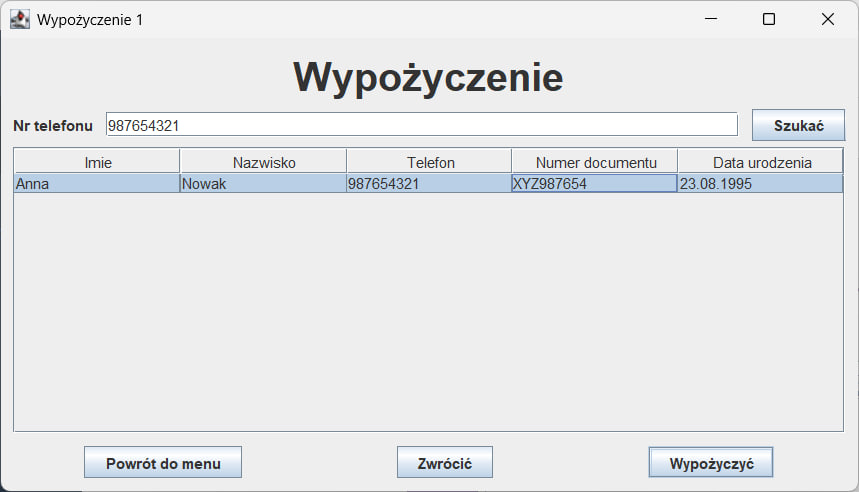 Wypożyczenie 1
Wypożyczenie
Nr telefonu 987654321 Szukać
Imie Nazwisko Telefon Numer documentu Data urodzenia
Anna Nowak 987654321 XYZ987654 23.08.1995
Powrót do menu Zwrócić Wypożyczyć